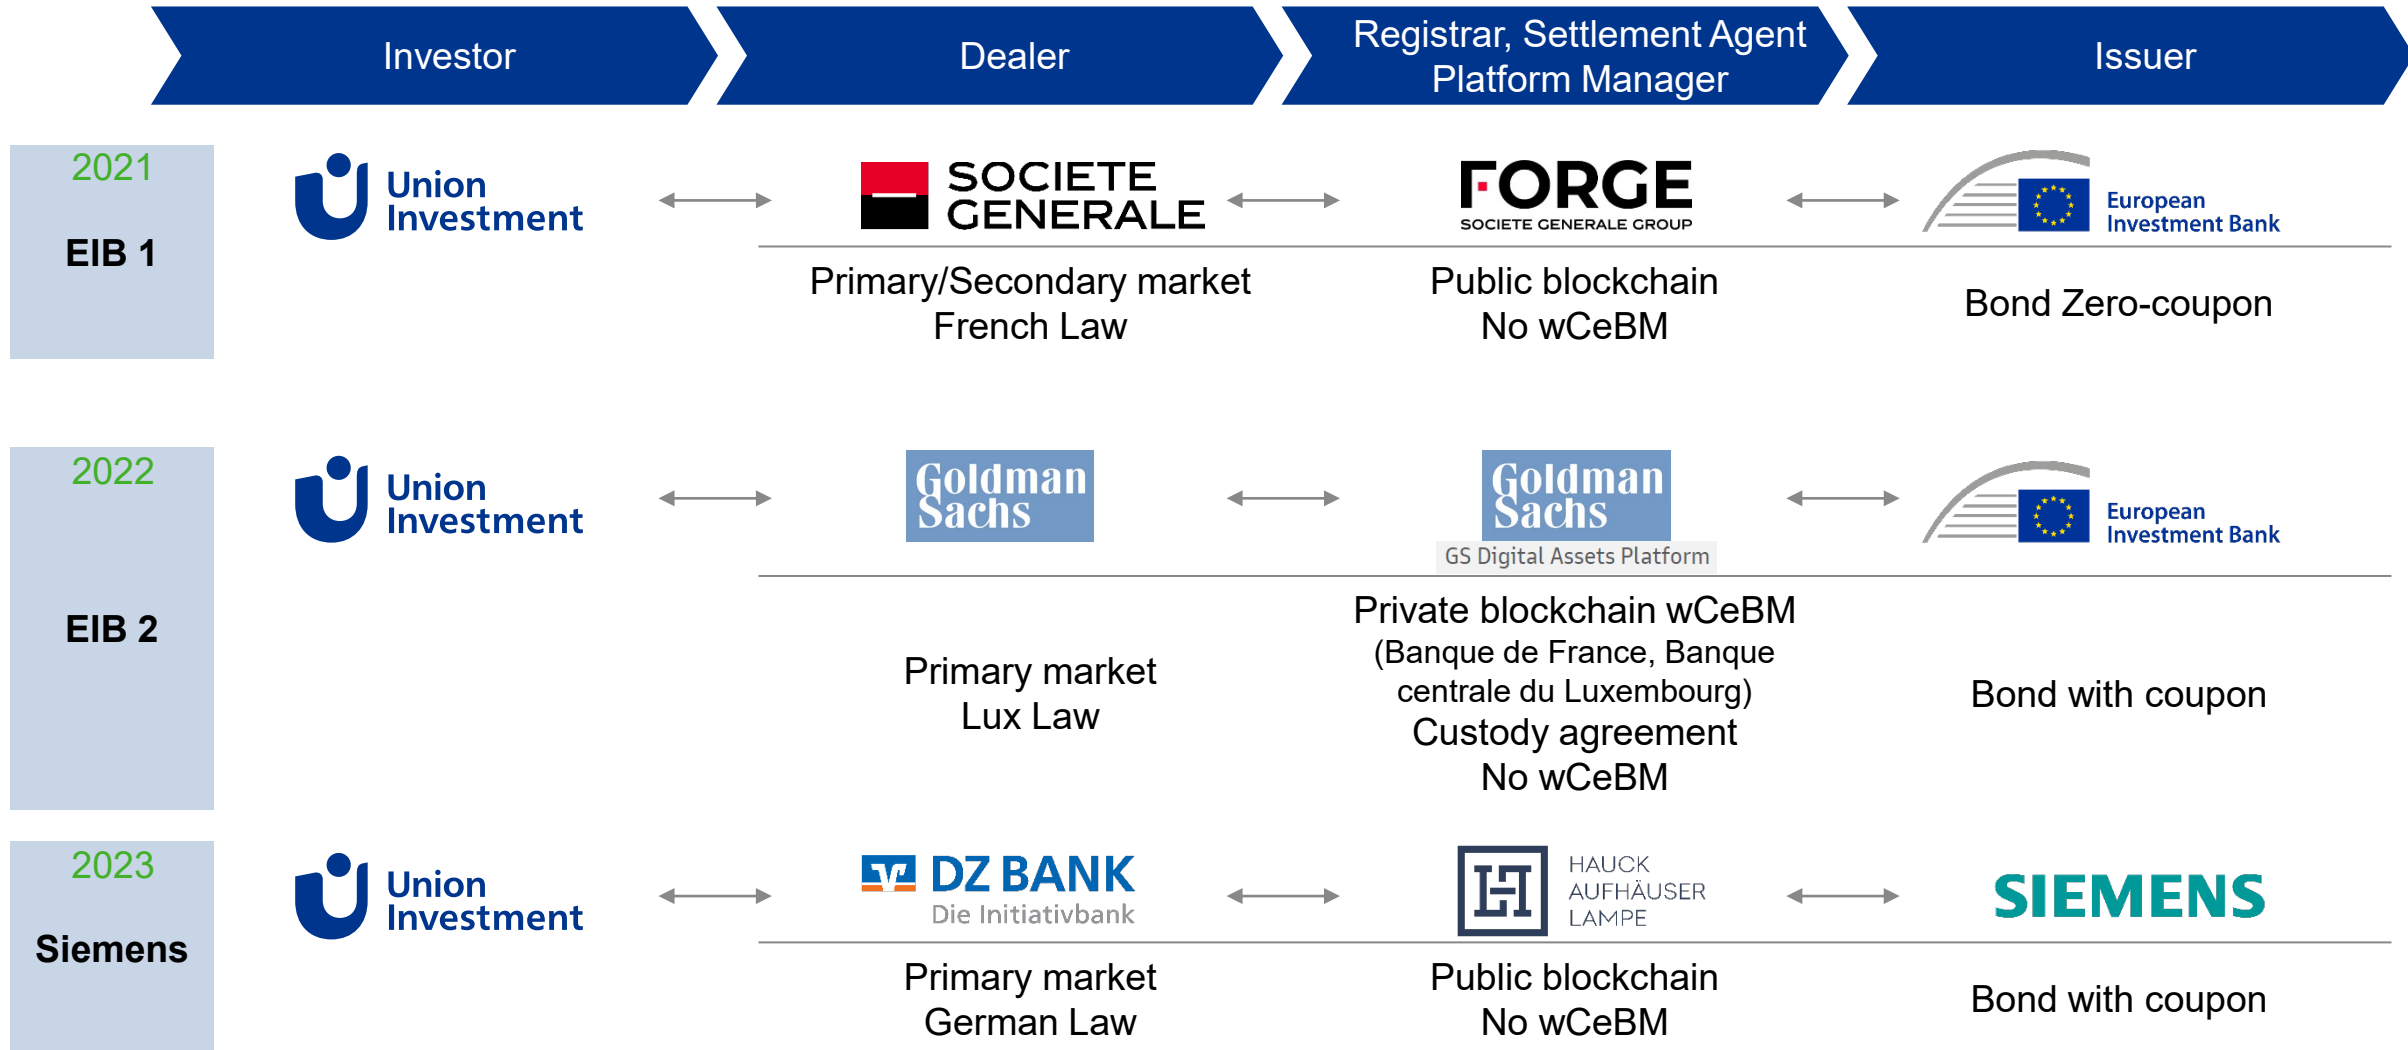 Investor
Dealer
Registrar, Settlement Agent
Platform Manager
Issuer
2021
EIB 1
Union
Investment
SOCIETE
GENERALE
FORGE
SOCIETE GENERALE GROUP
European
Investment Bank
Primary/Secondary market
French Law
Public blockchain
No wCeBM
Bond Zero-coupon
2022
EIB 2
Union
Investment
Goldman
Sachs
Goldman
Sachs
GS Digital Assets Platform
European
Investment Bank
Primary market
Lux Law
Private blockchain wCeBM
(Banque de France, Banque
centrale du Luxembourg)
Custody agreement
No wCeBM
Bond with coupon
2023
Siemens
Union
Investment
DZ BANK
Die Initiativbank
HAUCK
AUFHÄUSER
LAMPE
SIEMENS
Primary market
German Law
Public blockchain
No wCeBM
Bond with coupon